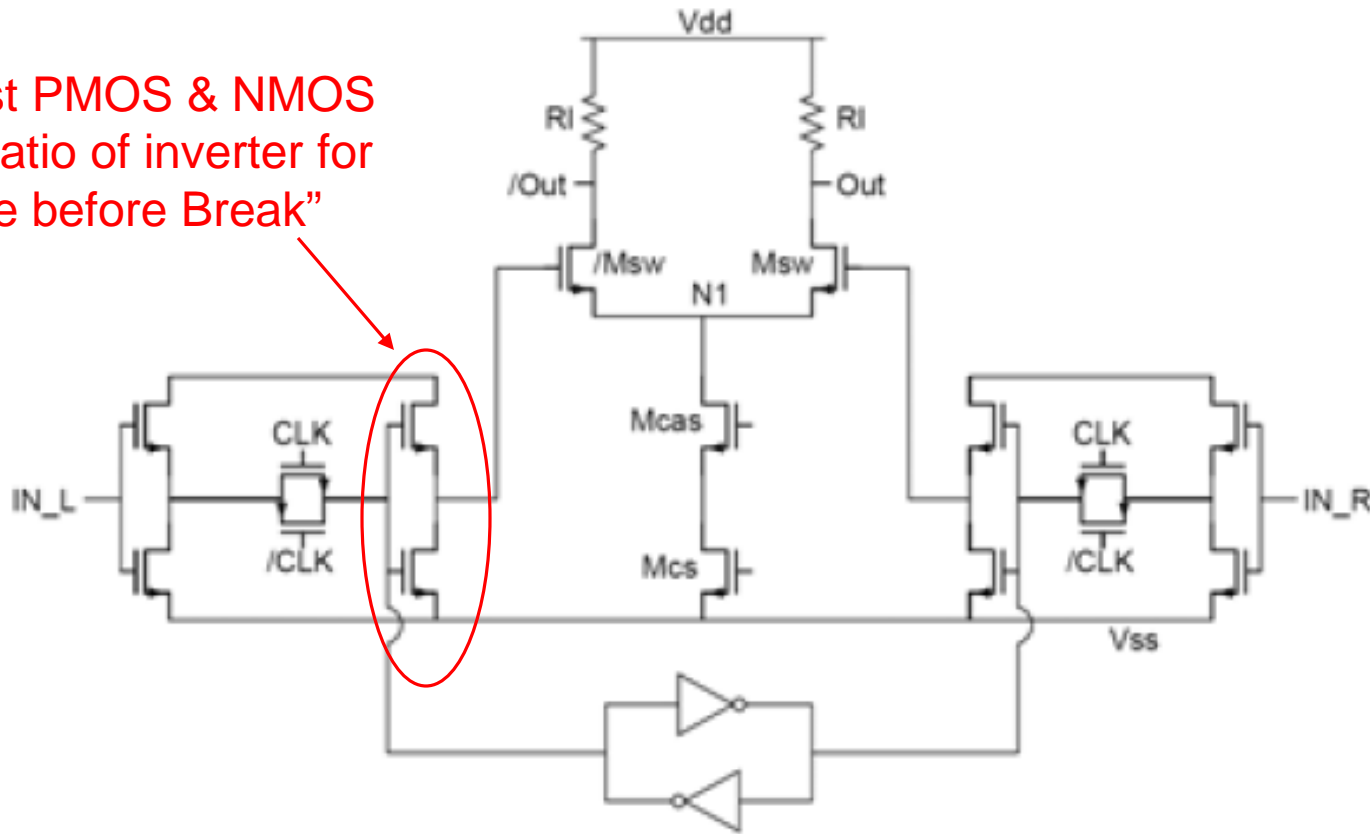 Vdd
st PMOS & NMOS
atio of inverter for
e before Break”
Rl
Rl
/Out
Out
/Msw
Msw
N1
Mcas
CLK
CLK
IN_L
IN_R
/CLK
Mcs
/CLK
Vss